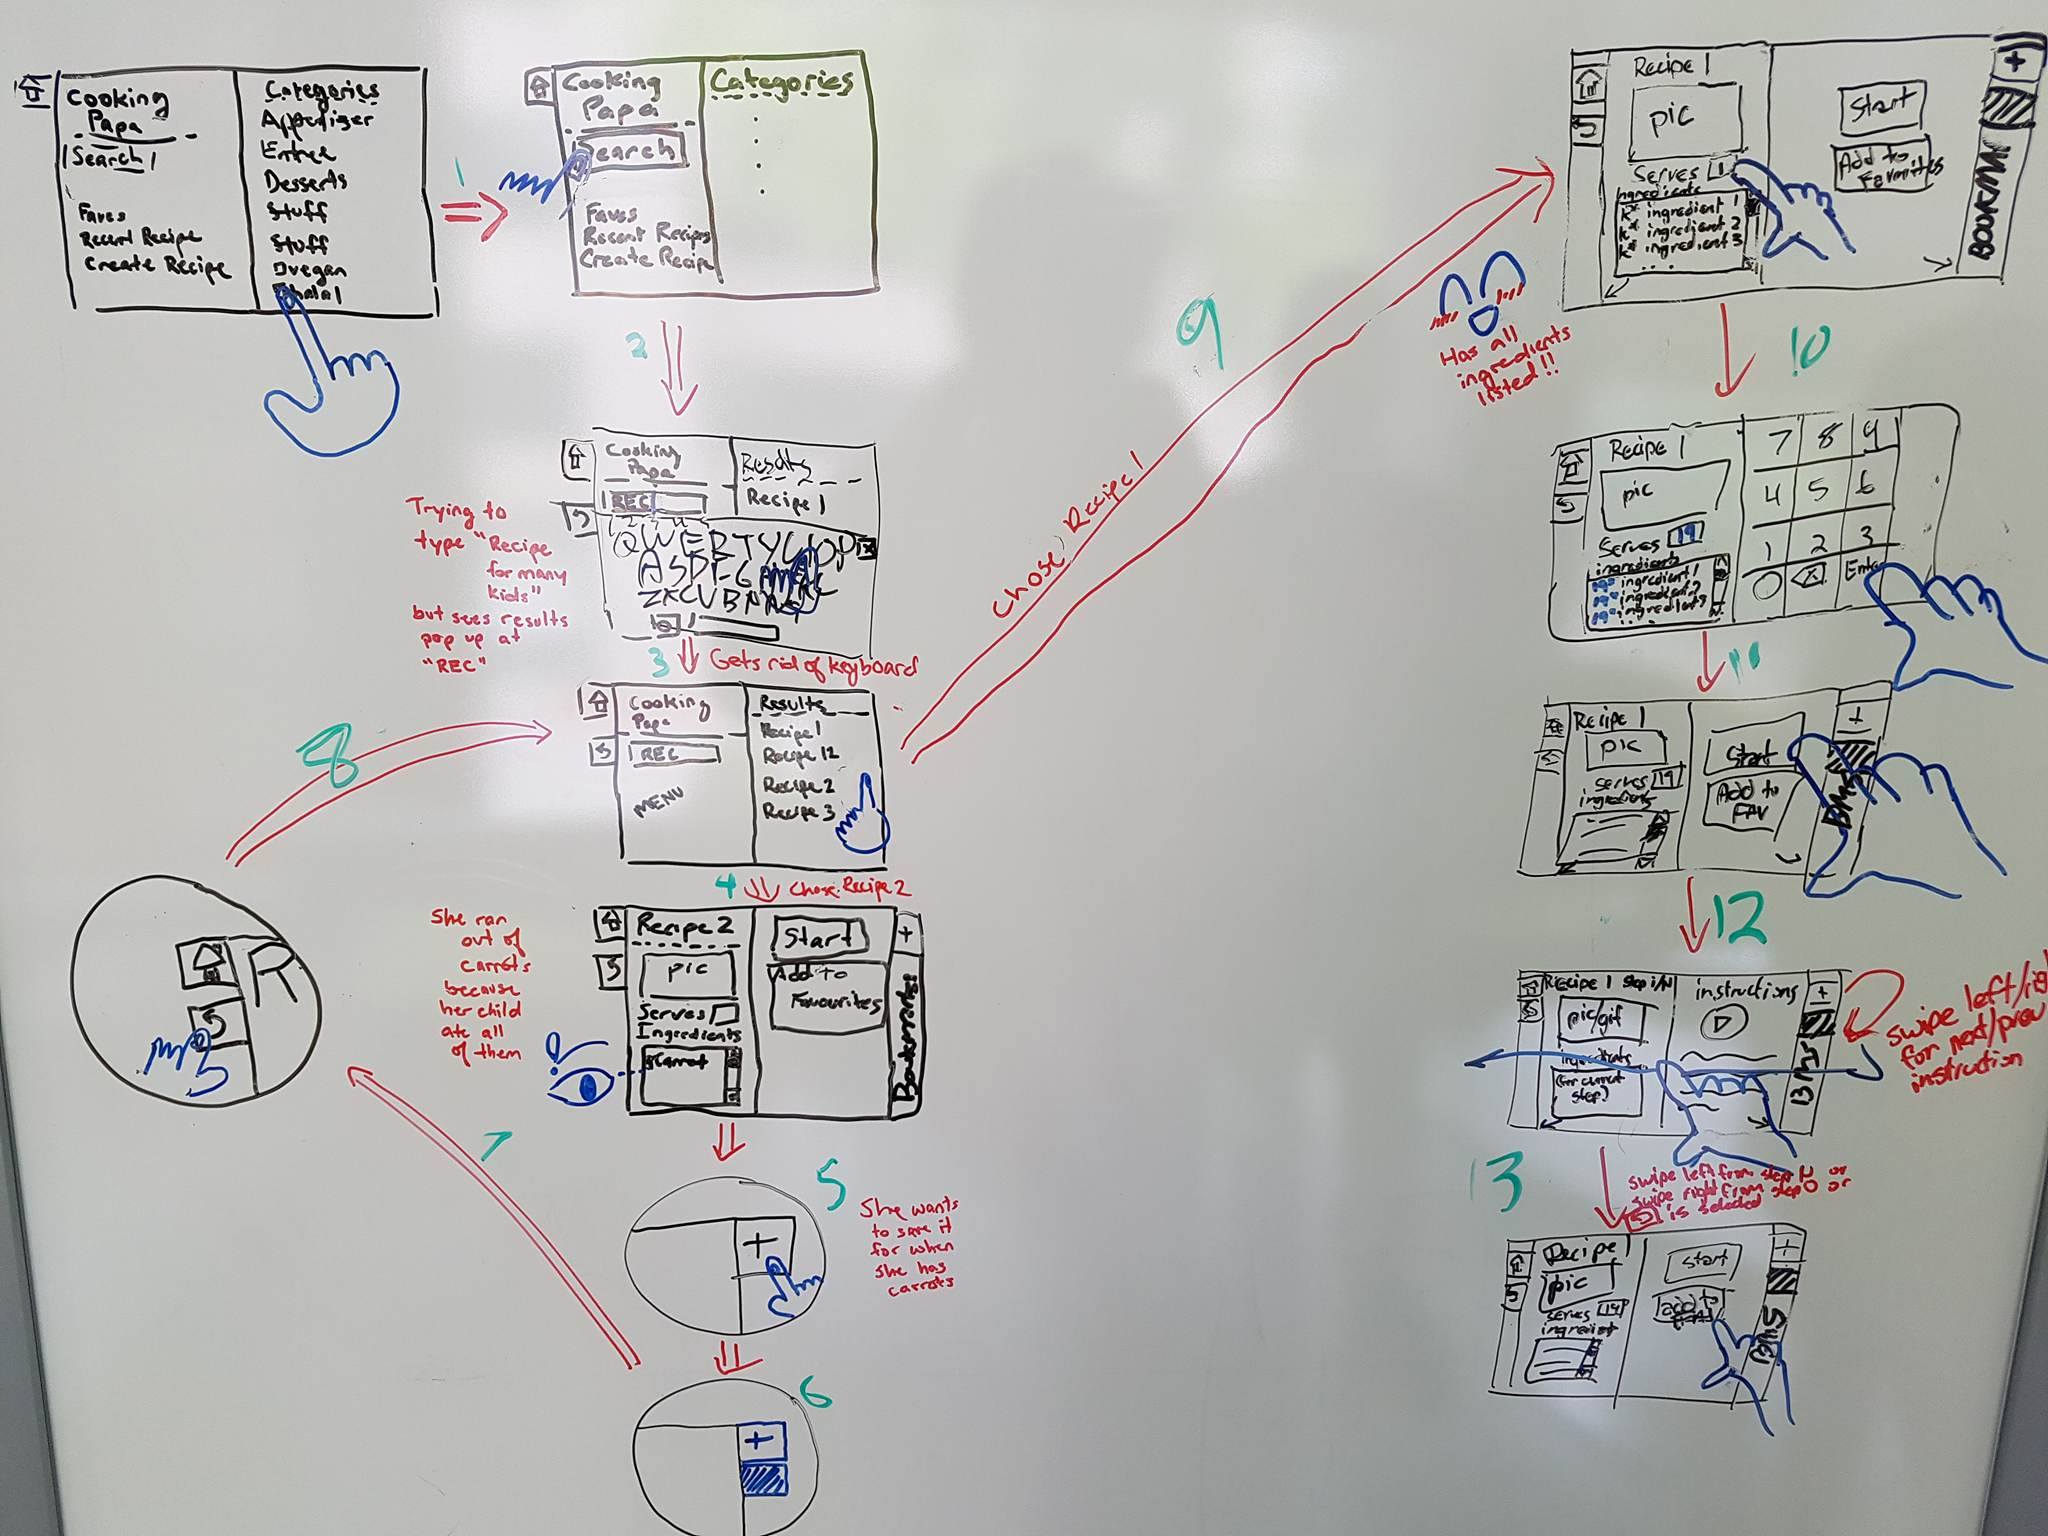 Cooking
Papa
Search
Faves
Recent Recipe
Create Recipe
Categories
Appetizer
Entree
Desserts
Stuff
Stuff
vegan
halal
1
Cooking
Papa
Search
Faves
Recent Recipes
Create Recipe
Categories
2
Trying to
type "Recipe
for many
kids"
but sees results
pop up at
"REC"
Cooking
Papa
REC
Results
Recipe 1
3
Gets rid of keyboard
Cooking
Papa
REC
MENU
Results
Recipe 1
Recipe 12
Recipe 2
Recipe 3
4
Chose Recipe 2
She ran
out of
carrots
because
her child
ate all
of them
Recipe 2
pic
Serves
Ingredients
Carrot
Start
Add to
Favourites
+
Bookmarks
5
She wants
to save it
for when
she has
carrots
+
6
+
7
R
8
9
Chose Recipe 1
Has all
ingredients
listed!!
Recipe 1
pic
Serves 1
Ingredients
ingredient 1
ingredient 2
ingredient 3
Start
Add to
Favourites
+
10
Recipe 1
pic
Serves 19
ingredients
19* ingredient 1
19* ingredient 2
19* ingredient 3
7 8 9
4 5 6
1 2 3
0
Enter
11
Recipe 1
pic
Serves 19
ingredients
Start
Add to
FAV
+
BMs
12
Recipe 1 Step i/N
pic/gif
ingredients
(for current
step)
instructions
+
BMs
swipe left/
for next/prev
instruction
13
swipe left from step N or
swipe right from step 0 or
is selected
Recipe 1
pic
serves 19
ingredient
start
add to
+
BMs